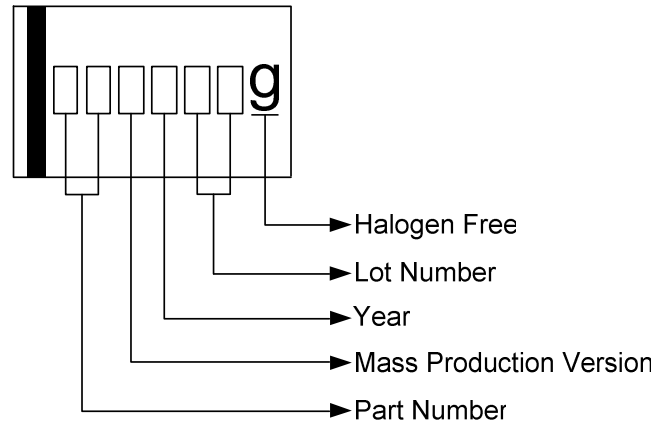 g
Halogen Free
Lot Number
Year
Mass Production Version
Part Number